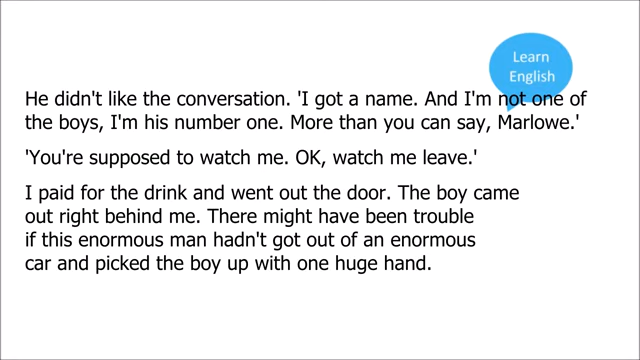 Learn
English
He didn't like the conversation. 'I got a name. And I'm not one of
the boys, I'm his number one. More than you can say, Marlowe.'
'You're supposed to watch me. OK, watch me leave.'
I paid for the drink and went out the door. The boy came
out right behind me. There might have been trouble
if this enormous man hadn't got out of an enormous
car and picked the boy up with one huge hand.